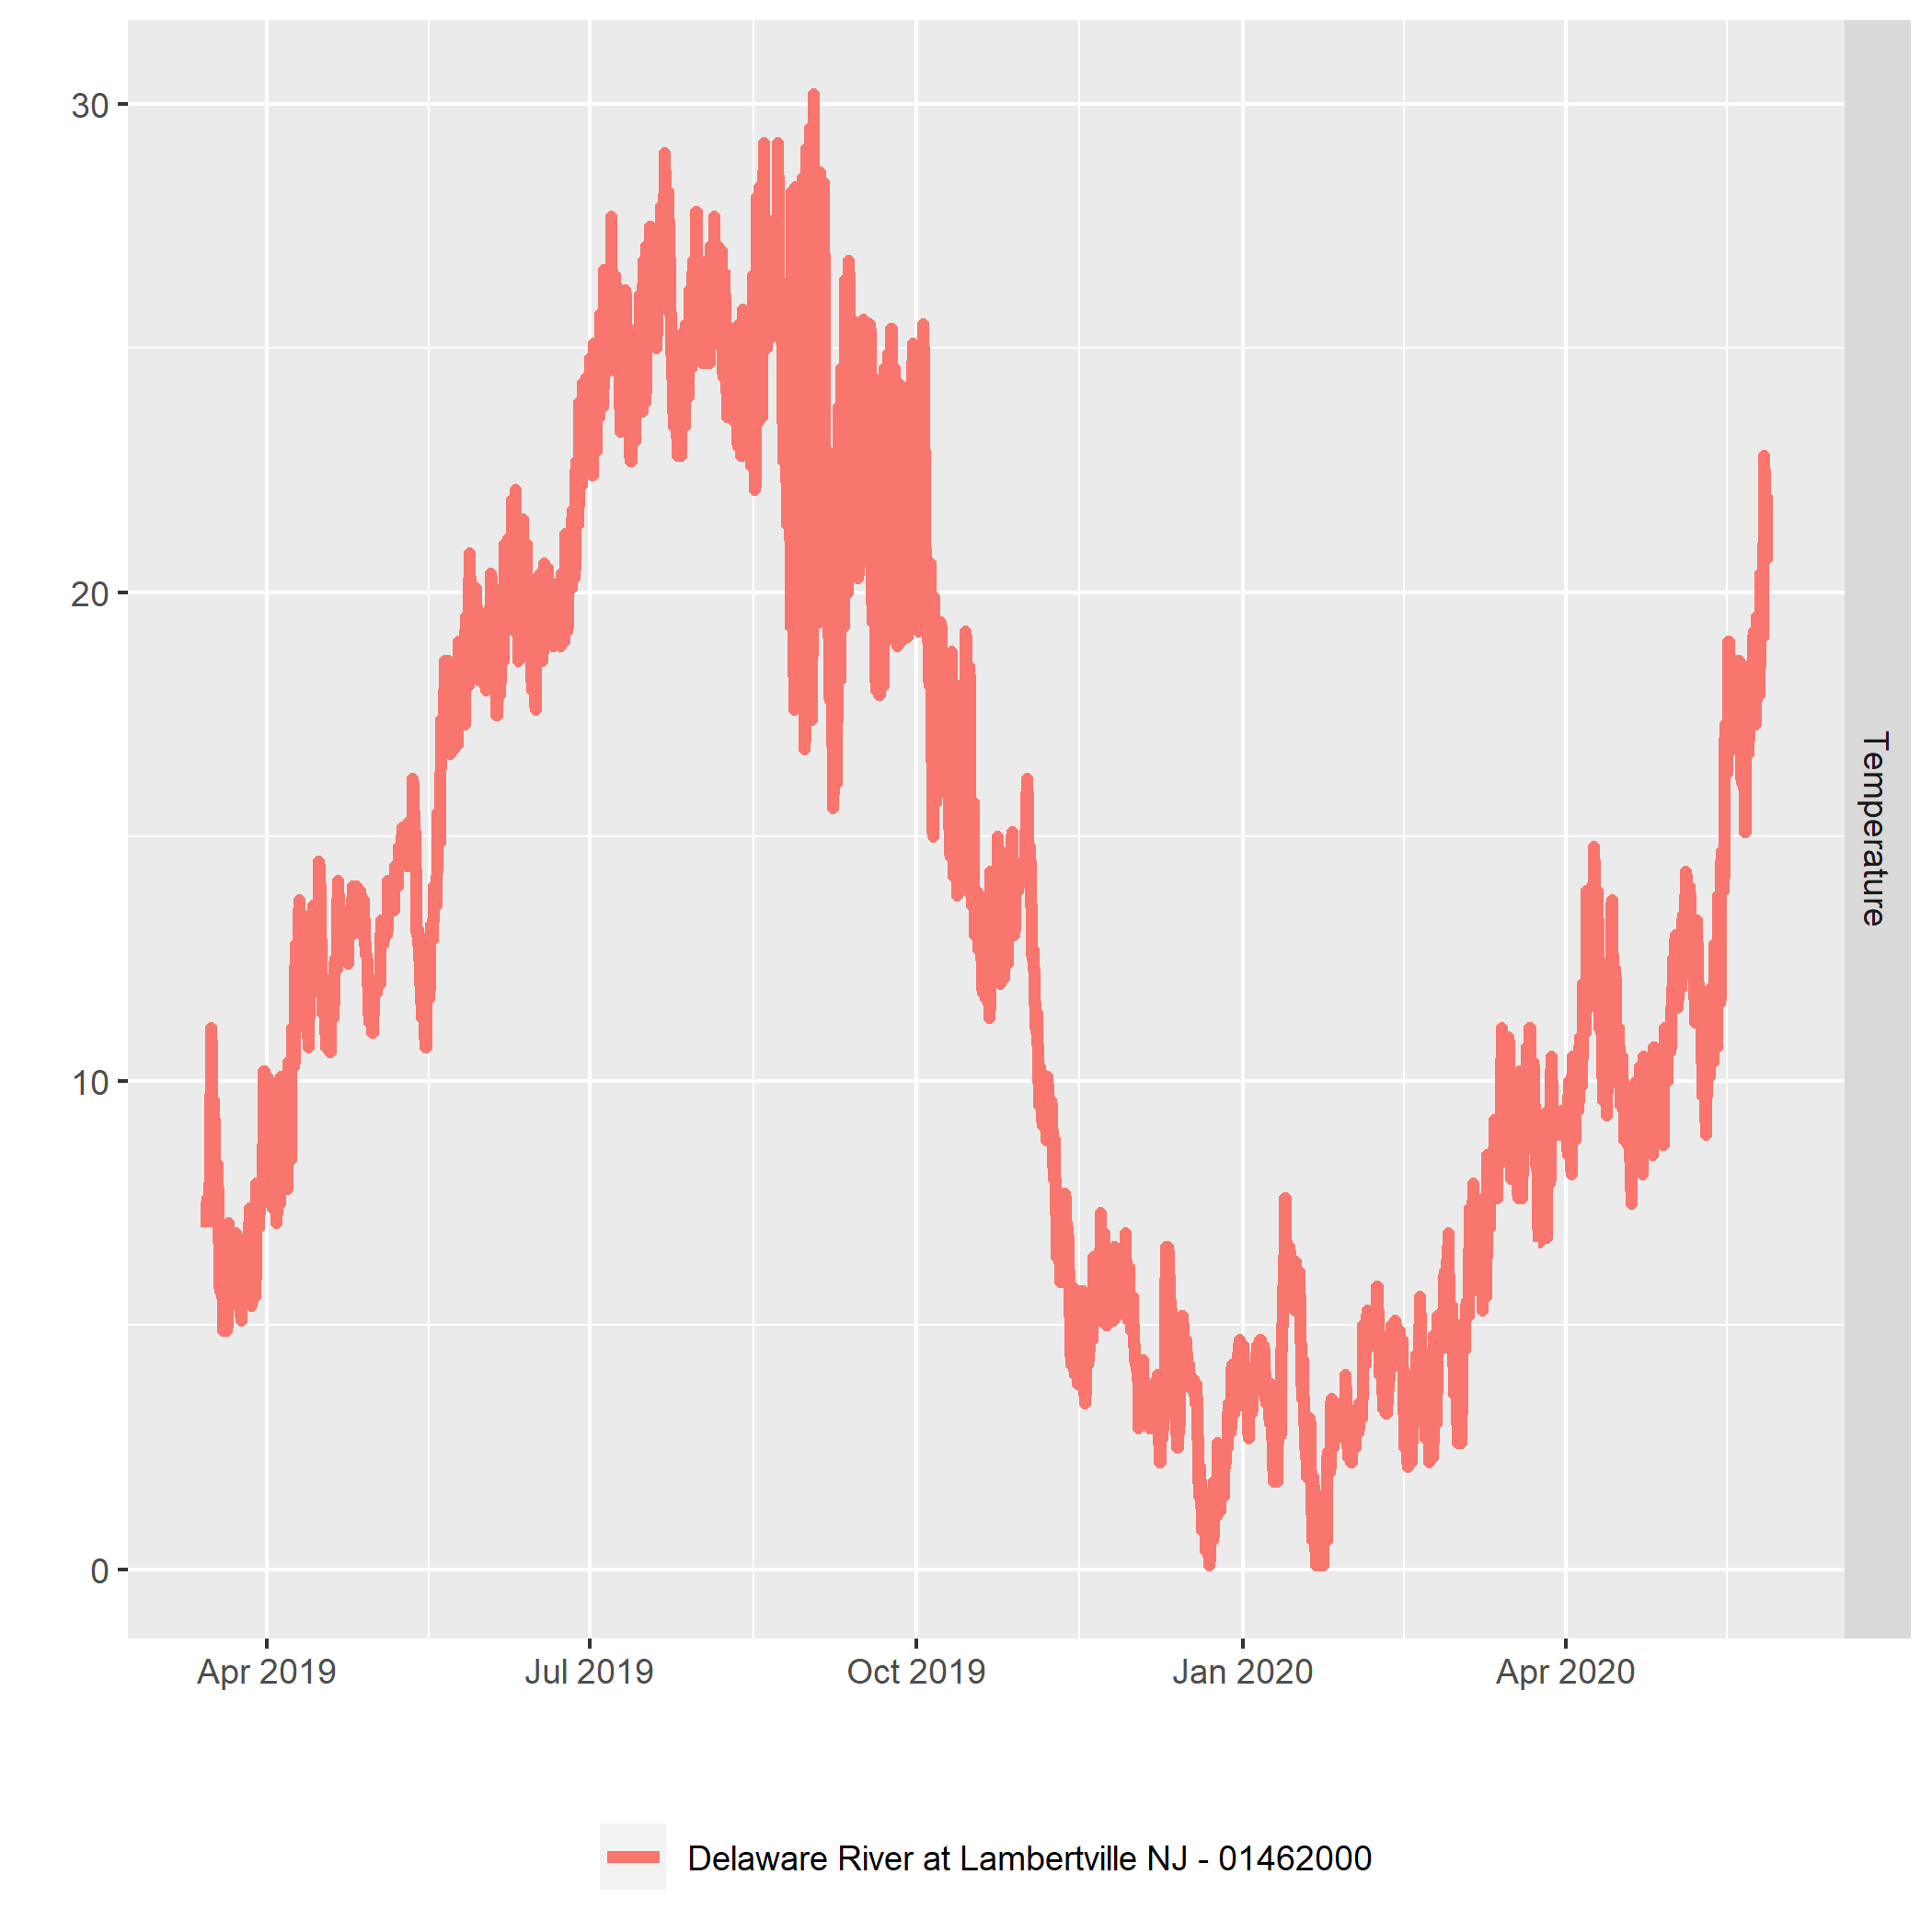 30
20
10
0
Temperature
Apr 2019 Jul 2019 Oct 2019 Jan 2020 Apr 2020
Delaware River at Lambertville NJ - 01462000